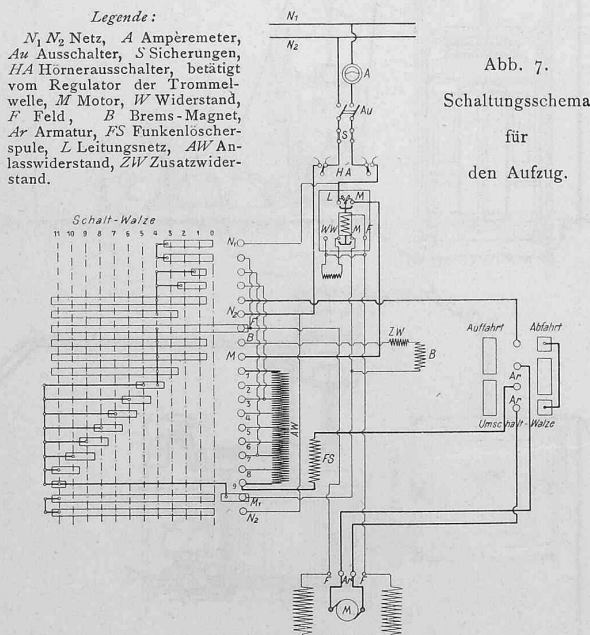 Legende:
N₁ N₂ Netz, A Ampèremeter,
Au Ausschalter, S Sicherungen,
HA Hörnerausschalter, betätigt
vom Regulator der Trommel-
welle, M Motor, W Widerstand,
F Feld, B Brems-Magnet,
Ar Armatur, FS Funkenlöscher-
spule, L Leitungsnetz, AW An-
lasswiderstand, ZW Zusatzwider-
stand.
Abb. 7.
Schaltungsschema
für
den Aufzug.
N₁
N₂
A
Au
S
HA
L M
WW M F
Schalt-Walze
11 10 9 8 7 6 5 4 3 2 1 0
N₁
N₂
F
B
M
1
2
3
4
5
6
7
8
9
M₁
N₂
AW
FS
ZW
B
Auffahrt Abfahrt
Ar
Ar
Umschalt-Walze
F Ar F
M